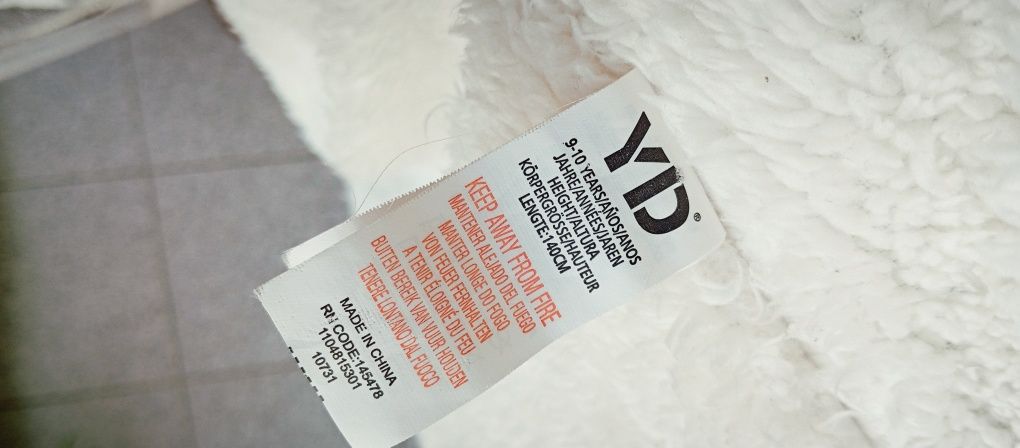 YD®
9-10 YEARS/AÑOS/ANOS
JAHRE/ANNÉES/JAREN
HEIGHT/ALTURA
KÖRPERGRÖSSE/HAUTEUR
LENGTE:140CM
KEEP AWAY FROM FIRE
MANTENER ALEJADO DEL FUEGO
MANTER LONGE DO FOGO
VON FEUER FERNHALTEN
A TENIR ÉLOIGNÉ DU FEU
BUITEN BEREIK VAN VUUR HOUDEN
TENERE LONTANO DAL FUOCO
MADE IN CHINA
RN CODE:145478
1104815301
10731